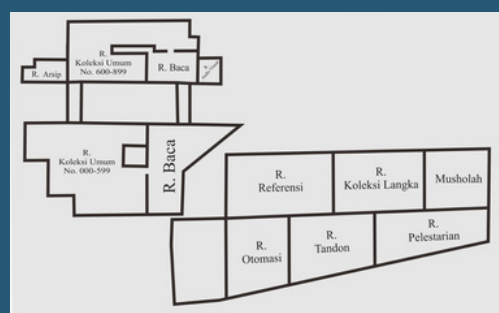 R.
Koleksi Umum
No. 600-899
R. Baca
R. Arsip
R.
Koleksi Umum
No. 000-599
R. Baca
R.
Referensi
R.
Koleksi Langka
Musholah
R.
Otomasi
R.
Tandon
R.
Pelestarian